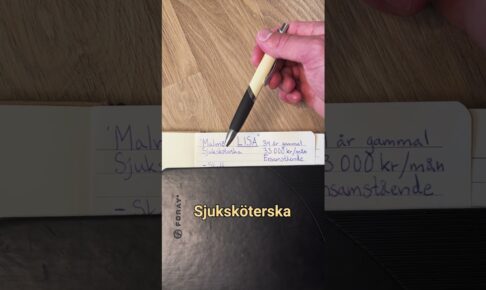 "Malmö LISA" 34 år gammal
Sjuksköterska 33 000 kr/mån
Ensamstående
Sjuksköterska
FORAY